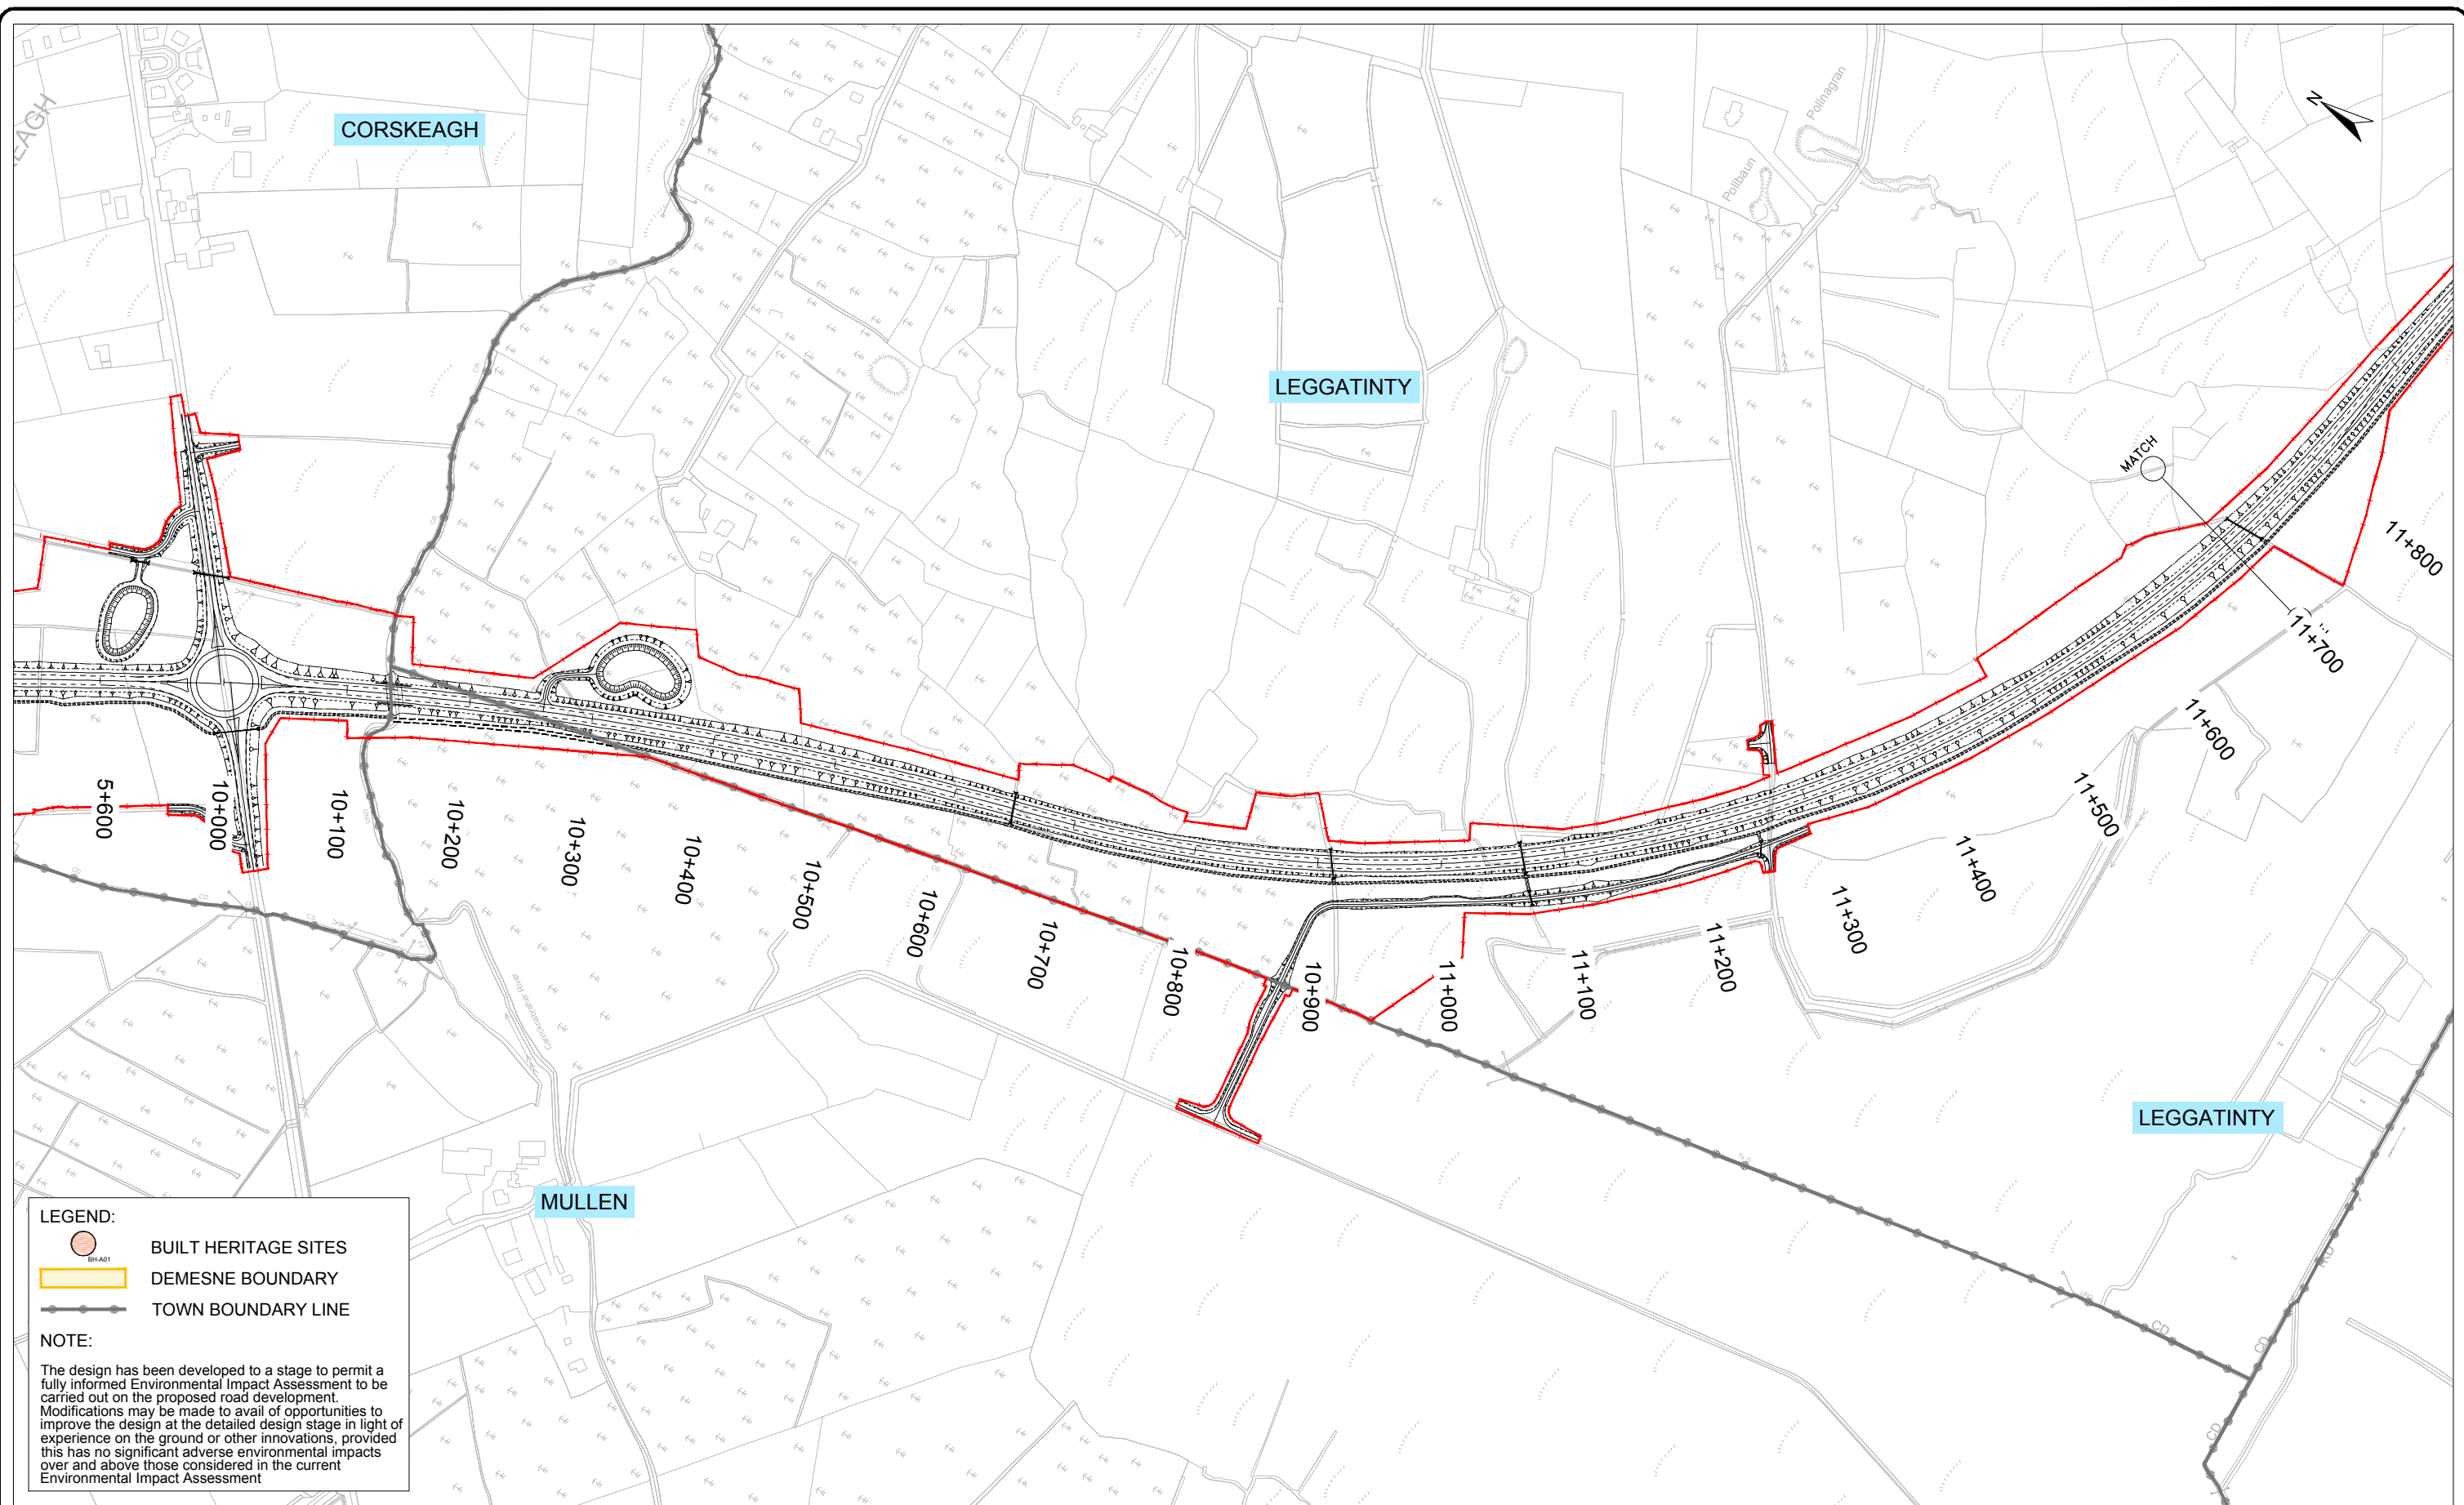 CORSKEAGH
LEGGATINTY
Pollnagran
Pollbaun
Spring
N
MATCH
11+800
11+700
11+600
11+500
11+400
11+300
11+200
11+100
11+000
10+900
10+800
10+700
10+600
10+500
10+400
10+300
10+200
10+100
10+000
5+600
LEGGATINTY
MULLEN
CD
CD
CD
LEGEND:
BH-A01
BUILT HERITAGE SITES
DEMESNE BOUNDARY
TOWN BOUNDARY LINE
NOTE:
The design has been developed to a stage to permit a
fully informed Environmental Impact Assessment to be
carried out on the proposed road development.
Modifications may be made to avail of opportunities to
improve the design at the detailed design stage in light of
experience on the ground or other innovations, provided
this has no significant adverse environmental impacts
over and above those considered in the current
Environmental Impact Assessment